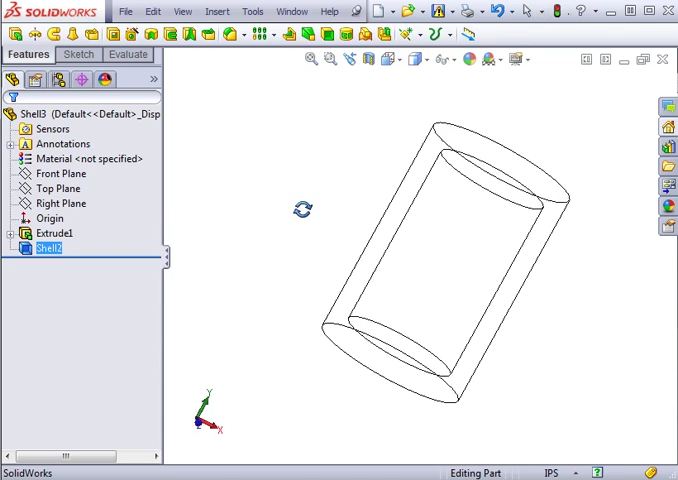 SOLIDWORKS File Edit View Insert Tools Window Help
Features Sketch Evaluate
Shell3 (Default<<Default>_Disp
Sensors
Annotations
Material <not specified>
Front Plane
Top Plane
Right Plane
Origin
Extrude1
Shell2
Y
X
Z
SolidWorks Editing Part IPS